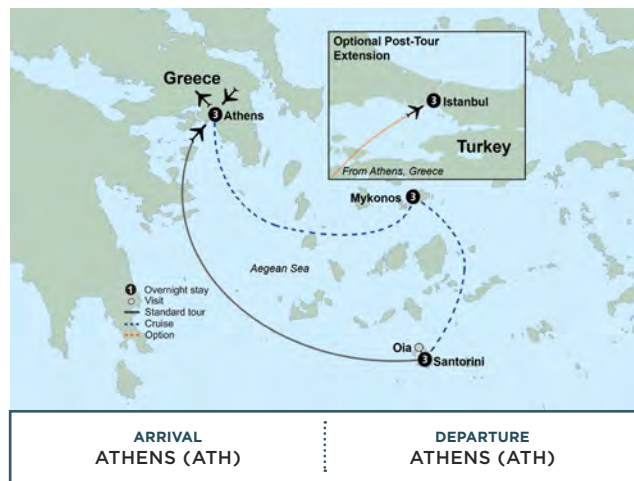 Optional Post-Tour
Extension
Greece
3 Athens
3 Istanbul
Turkey
From Athens, Greece
Mykonos 3
Aegean Sea
1 Overnight stay
Visit
Standard tour
Cruise
Option
Oia
3 Santorini
ARRIVAL
ATHENS (ATH)
DEPARTURE
ATHENS (ATH)